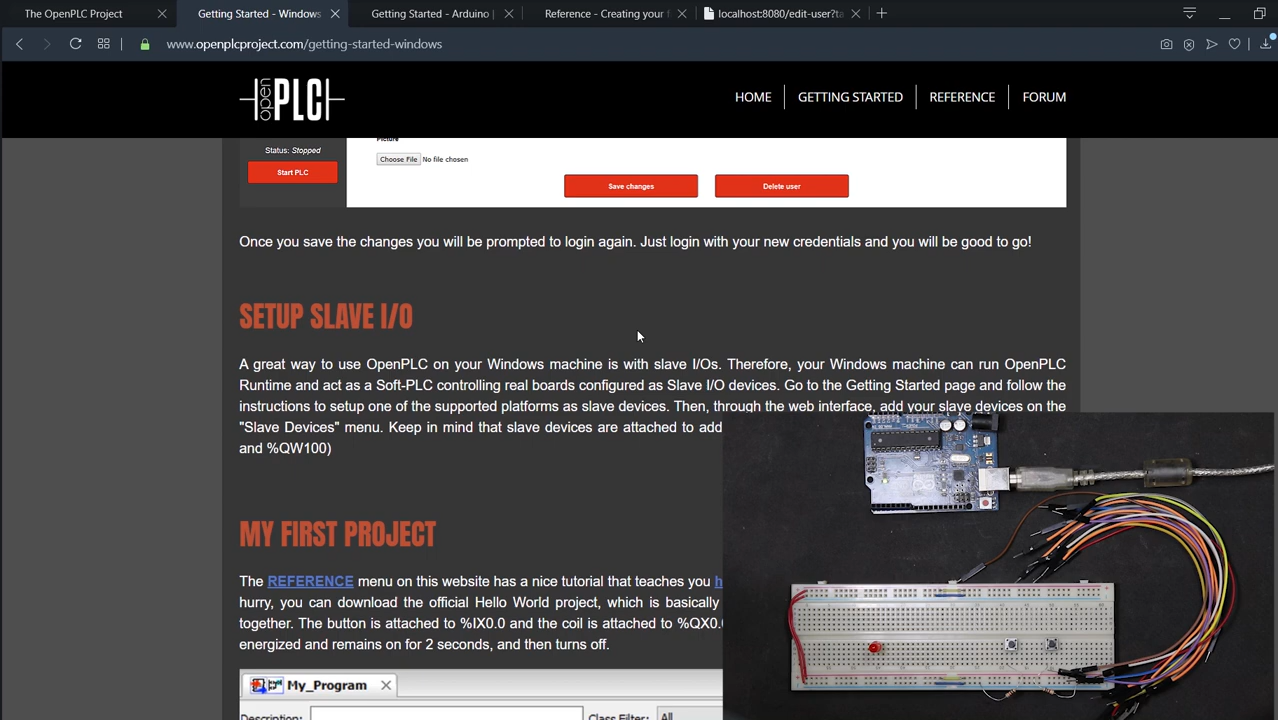 The OpenPLC Project
Getting Started - Windows
Getting Started - Arduino |
Reference - Creating your f
localhost:8080/edit-user?ta
www.openplcproject.com/getting-started-windows
open PLC
HOME
GETTING STARTED
REFERENCE
FORUM
Picture
Status: Stopped
Choose File No file chosen
Start PLC
Save changes
Delete user
Once you save the changes you will be prompted to login again. Just login with your new credentials and you will be good to go!
SETUP SLAVE I/O
A great way to use OpenPLC on your Windows machine is with slave I/Os. Therefore, your Windows machine can run OpenPLC
Runtime and act as a Soft-PLC controlling real boards configured as Slave I/O devices. Go to the Getting Started page and follow the
instructions to setup one of the supported platforms as slave devices. Then, through the web interface, add your slave devices on the
"Slave Devices" menu. Keep in mind that slave devices are attached to add
and %QW100)
MY FIRST PROJECT
The REFERENCE menu on this website has a nice tutorial that teaches you h
hurry, you can download the official Hello World project, which is basically
together. The button is attached to %IX0.0 and the coil is attached to %QX0.
energized and remains on for 2 seconds, and then turns off.
My_Program
Description:
Class Filter: All